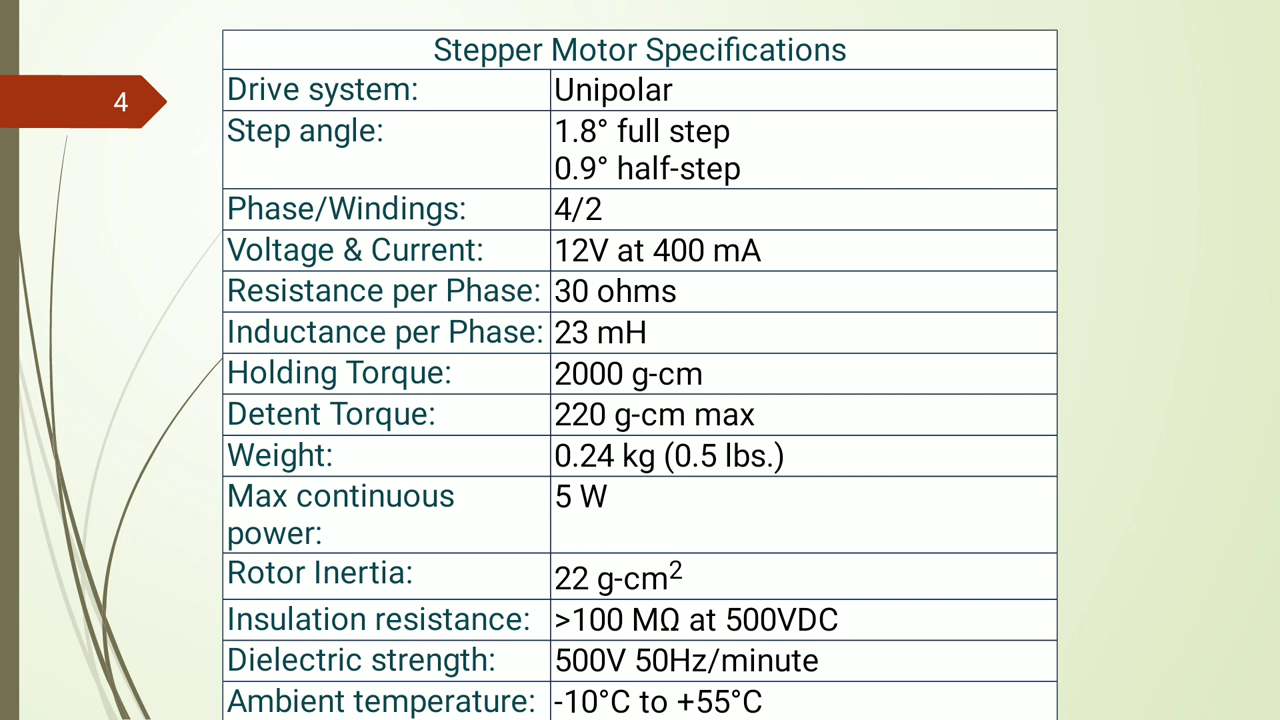 4
Stepper Motor Specifications
Drive system: Unipolar
Step angle: 1.8° full step
0.9° half-step
Phase/Windings: 4/2
Voltage & Current: 12V at 400 mA
Resistance per Phase: 30 ohms
Inductance per Phase: 23 mH
Holding Torque: 2000 g-cm
Detent Torque: 220 g-cm max
Weight: 0.24 kg (0.5 lbs.)
Max continuous 5 W
power:
Rotor Inertia: 22 g-cm²
Insulation resistance: >100 MΩ at 500VDC
Dielectric strength: 500V 50Hz/minute
Ambient temperature: -10°C to +55°C